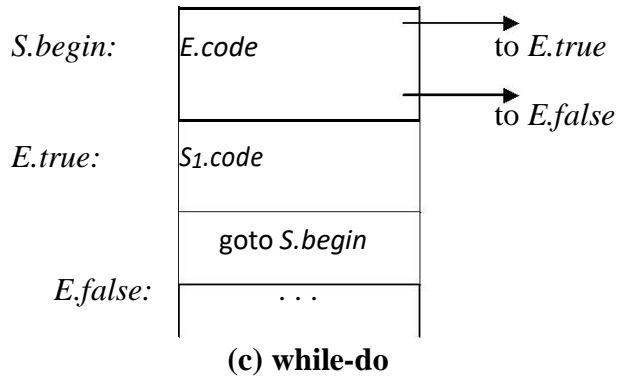 S.begin: E.code to E.true
to E.false
E.true: S1.code
goto S.begin
E.false: . . .
(c) while-do